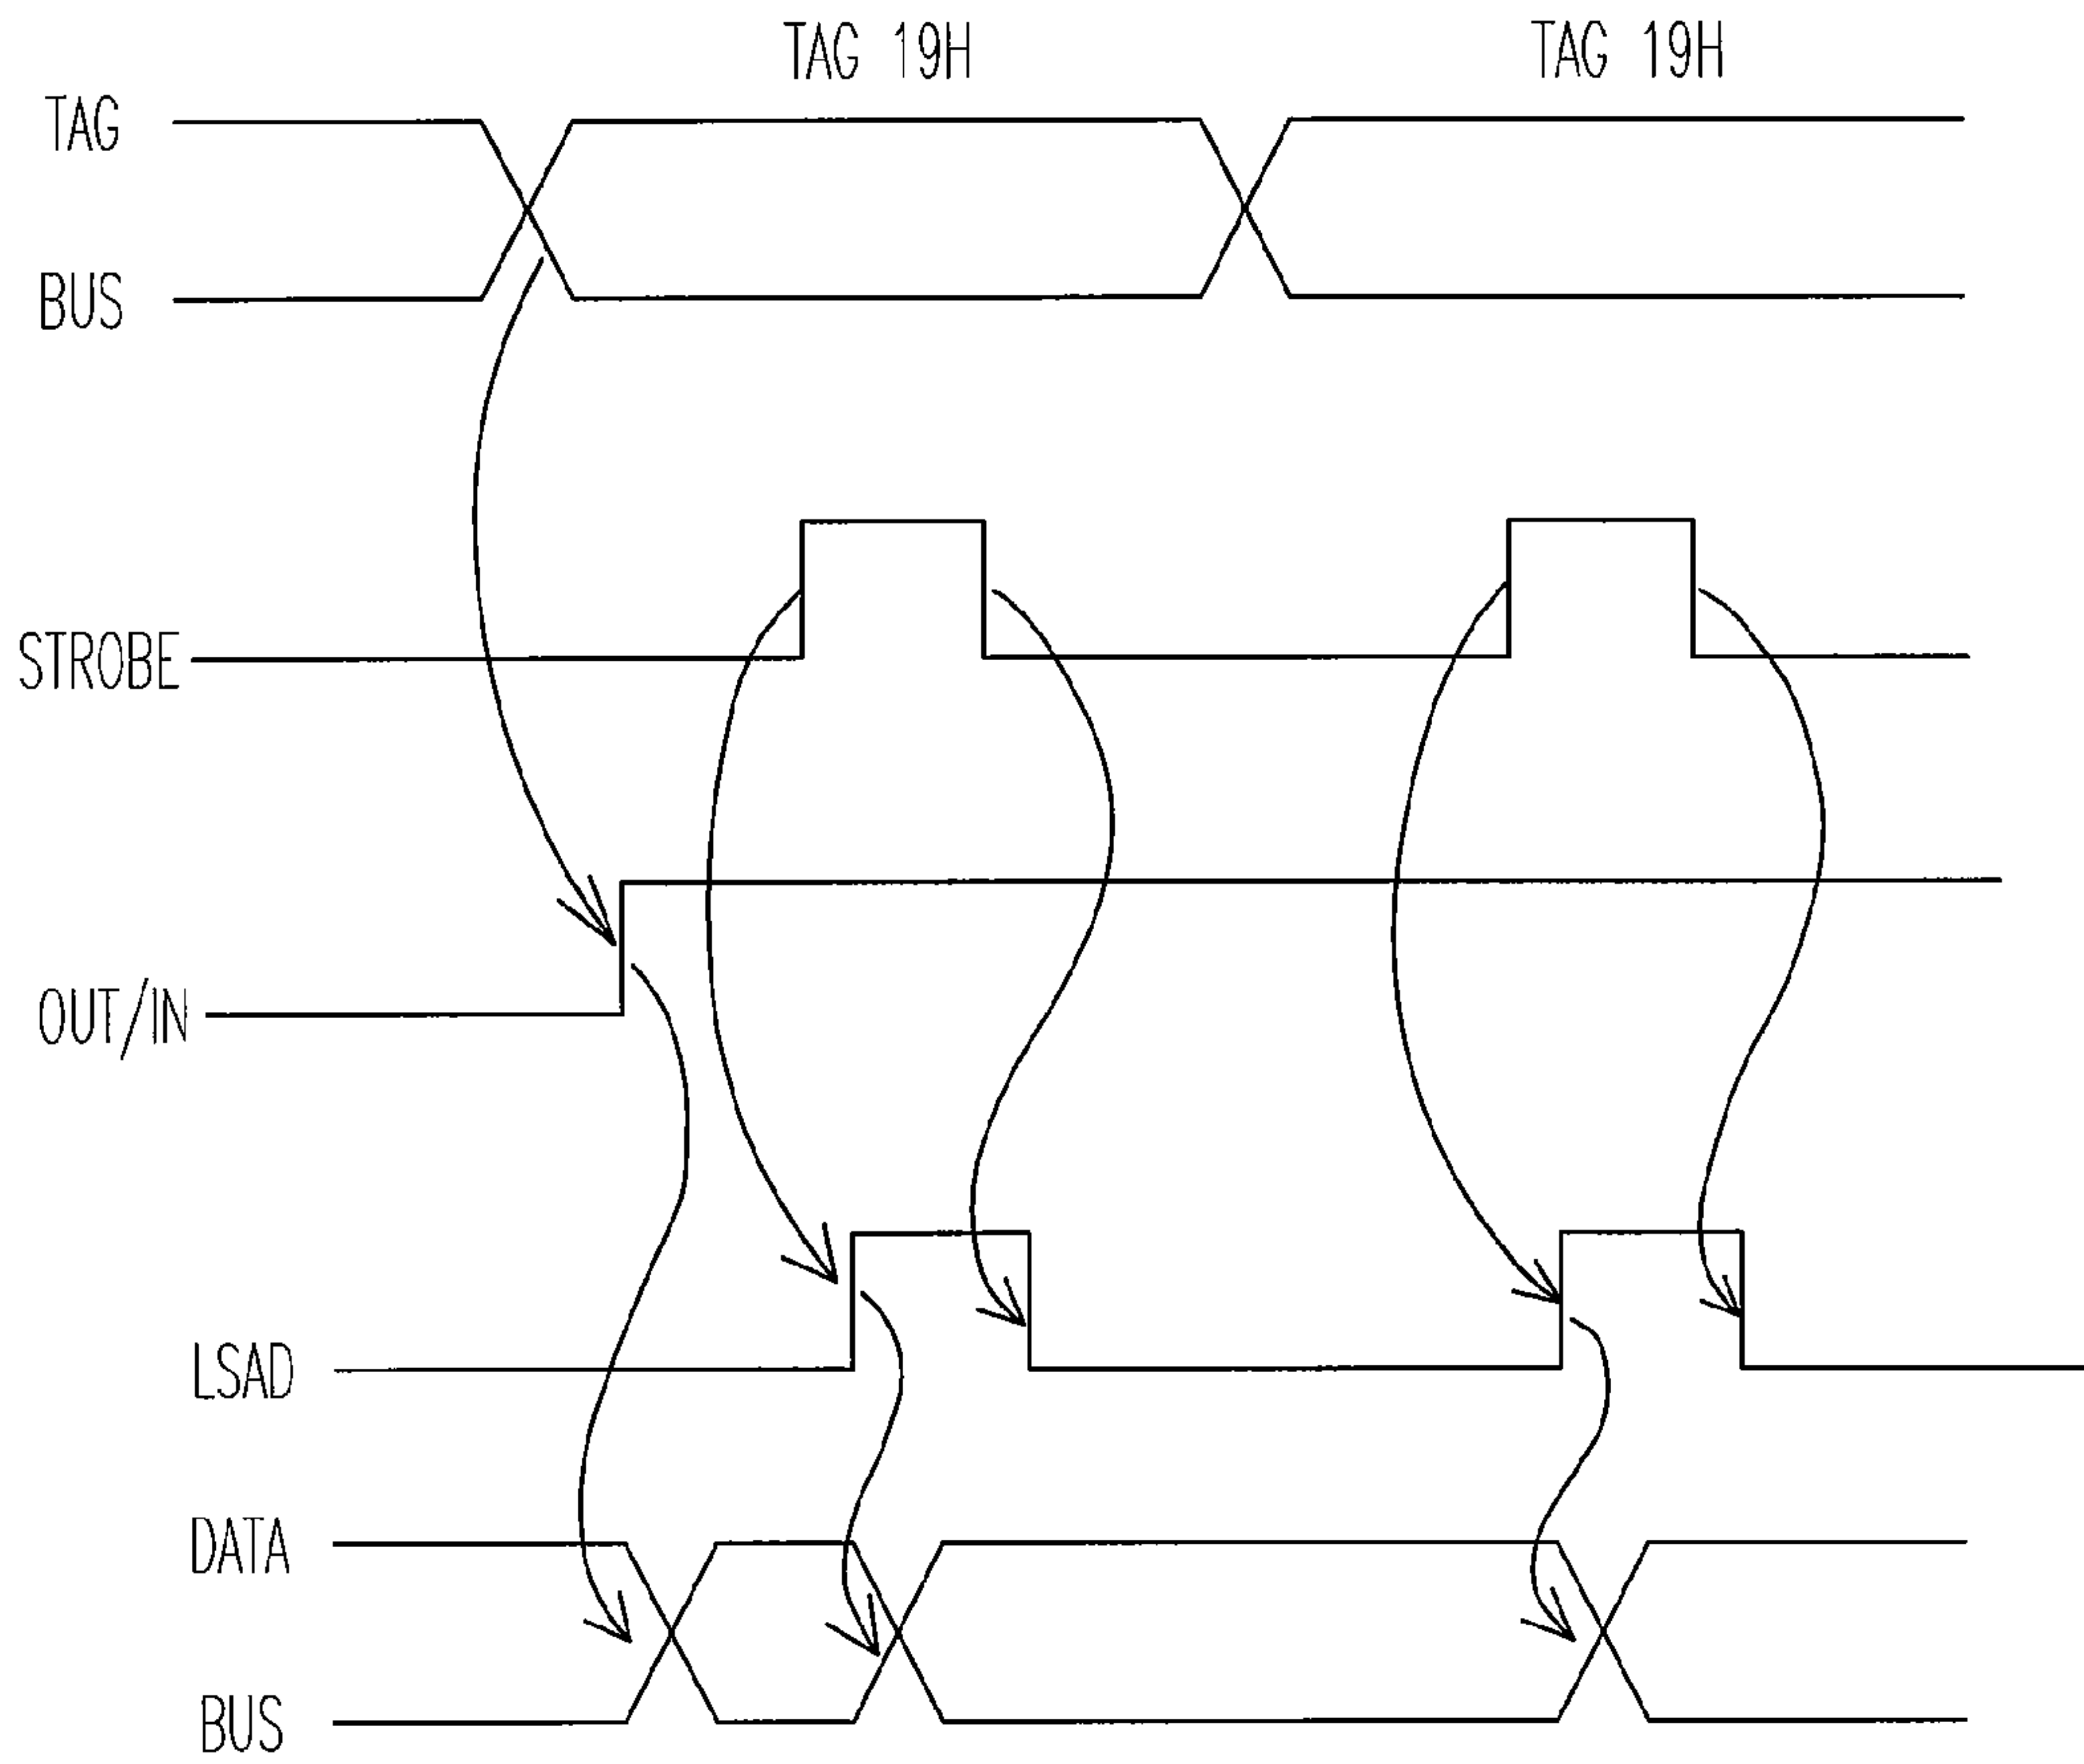 TAG 19H TAG 19H
TAG
BUS
STROBE
OUT/IN
LSAD
DATA
BUS